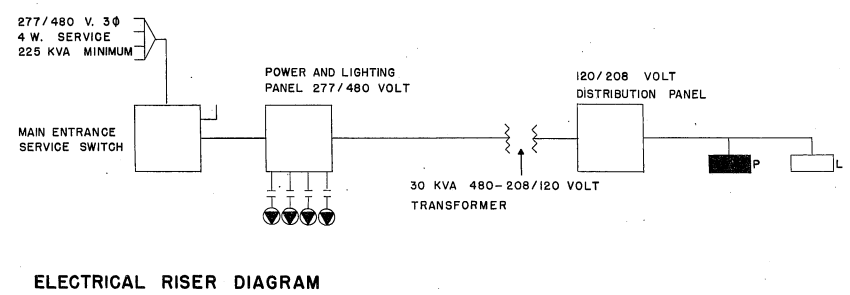 277/480 V. 3Φ
4 W. SERVICE
225 KVA MINIMUM
POWER AND LIGHTING
PANEL 277/480 VOLT
120/208 VOLT
DISTRIBUTION PANEL
MAIN ENTRANCE
SERVICE SWITCH
P
L
30 KVA 480-208/120 VOLT
TRANSFORMER
ELECTRICAL RISER DIAGRAM